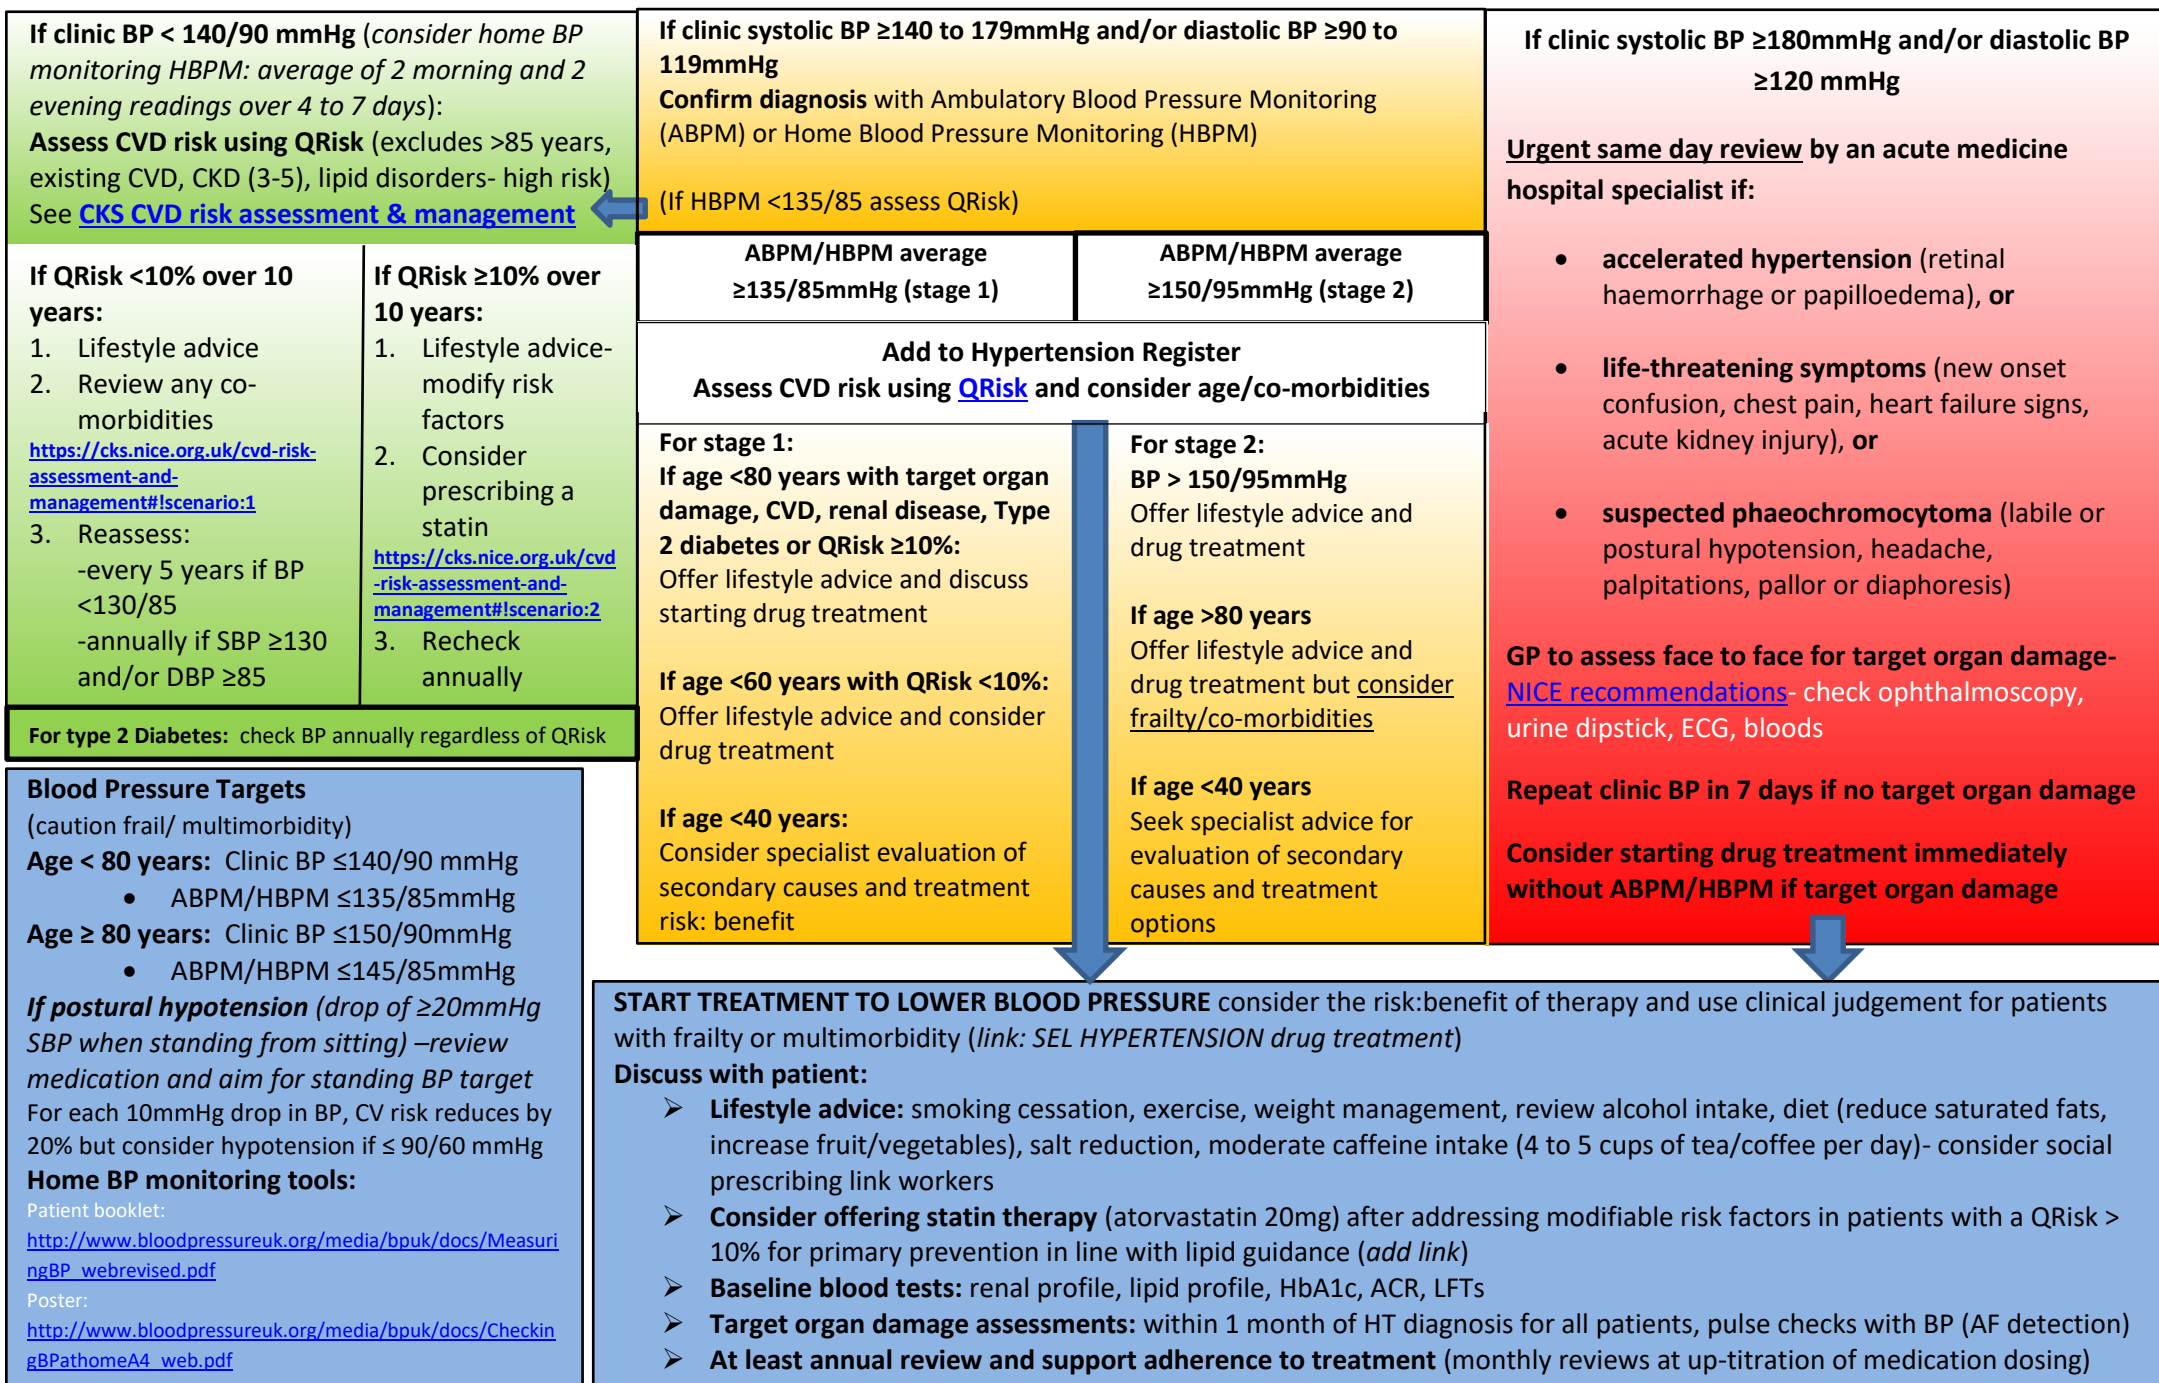 If clinic BP < 140/90 mmHg (consider home BP
monitoring HBPM: average of 2 morning and 2
evening readings over 4 to 7 days):
Assess CVD risk using QRisk (excludes >85 years,
existing CVD, CKD (3-5), lipid disorders- high risk)
See CKS CVD risk assessment & management
If QRisk <10% over 10
years:
1. Lifestyle advice
2. Review any co-
morbidities
https://cks.nice.org.uk/cvd-risk-
assessment-and-
management#!scenario:1
3. Reassess:
-every 5 years if BP
<130/85
-annually if SBP ≥130
and/or DBP ≥85
If QRisk ≥10% over
10 years:
1. Lifestyle advice-
modify risk
factors
2. Consider
prescribing a
statin
https://cks.nice.org.uk/cvd
-risk-assessment-and-
management#!scenario:2
3. Recheck
annually
For type 2 Diabetes: check BP annually regardless of QRisk
If clinic systolic BP ≥140 to 179mmHg and/or diastolic BP ≥90 to
119mmHg
Confirm diagnosis with Ambulatory Blood Pressure Monitoring
(ABPM) or Home Blood Pressure Monitoring (HBPM)
(If HBPM <135/85 assess QRisk)
ABPM/HBPM average
≥135/85mmHg (stage 1)
ABPM/HBPM average
≥150/95mmHg (stage 2)
Add to Hypertension Register
Assess CVD risk using QRisk and consider age/co-morbidities
For stage 1:
If age <80 years with target organ
damage, CVD, renal disease, Type
2 diabetes or QRisk ≥10%:
Offer lifestyle advice and discuss
starting drug treatment
If age <60 years with QRisk <10%:
Offer lifestyle advice and consider
drug treatment
If age <40 years:
Consider specialist evaluation of
secondary causes and treatment
risk: benefit
For stage 2:
BP > 150/95mmHg
Offer lifestyle advice and
drug treatment
If age >80 years
Offer lifestyle advice and
drug treatment but consider
frailty/co-morbidities
If age <40 years
Seek specialist advice for
evaluation of secondary
causes and treatment
options
If clinic systolic BP ≥180mmHg and/or diastolic BP
≥120 mmHg
Urgent same day review by an acute medicine
hospital specialist if:
• accelerated hypertension (retinal
haemorrhage or papilloedema), or
• life-threatening symptoms (new onset
confusion, chest pain, heart failure signs,
acute kidney injury), or
• suspected phaeochromocytoma (labile or
postural hypotension, headache,
palpitations, pallor or diaphoresis)
GP to assess face to face for target organ damage-
NICE recommendations- check ophthalmoscopy,
urine dipstick, ECG, bloods
Repeat clinic BP in 7 days if no target organ damage
Consider starting drug treatment immediately
without ABPM/HBPM if target organ damage
Blood Pressure Targets
(caution frail/ multimorbidity)
Age < 80 years: Clinic BP ≤140/90 mmHg
• ABPM/HBPM ≤135/85mmHg
Age ≥ 80 years: Clinic BP ≤150/90mmHg
• ABPM/HBPM ≤145/85mmHg
If postural hypotension (drop of ≥20mmHg
SBP when standing from sitting) –review
medication and aim for standing BP target
For each 10mmHg drop in BP, CV risk reduces by
20% but consider hypotension if ≤ 90/60 mmHg
Home BP monitoring tools:
Patient booklet:
http://www.bloodpressureuk.org/media/bpuk/docs/Measuri
ngBP_webrevised.pdf
Poster:
http://www.bloodpressureuk.org/media/bpuk/docs/Checkin
gBPathomeA4_web.pdf
START TREATMENT TO LOWER BLOOD PRESSURE consider the risk:benefit of therapy and use clinical judgement for patients
with frailty or multimorbidity (link: SEL HYPERTENSION drug treatment)
Discuss with patient:
➢ Lifestyle advice: smoking cessation, exercise, weight management, review alcohol intake, diet (reduce saturated fats,
increase fruit/vegetables), salt reduction, moderate caffeine intake (4 to 5 cups of tea/coffee per day)- consider social
prescribing link workers
➢ Consider offering statin therapy (atorvastatin 20mg) after addressing modifiable risk factors in patients with a QRisk >
10% for primary prevention in line with lipid guidance (add link)
➢ Baseline blood tests: renal profile, lipid profile, HbA1c, ACR, LFTs
➢ Target organ damage assessments: within 1 month of HT diagnosis for all patients, pulse checks with BP (AF detection)
➢ At least annual review and support adherence to treatment (monthly reviews at up-titration of medication dosing)